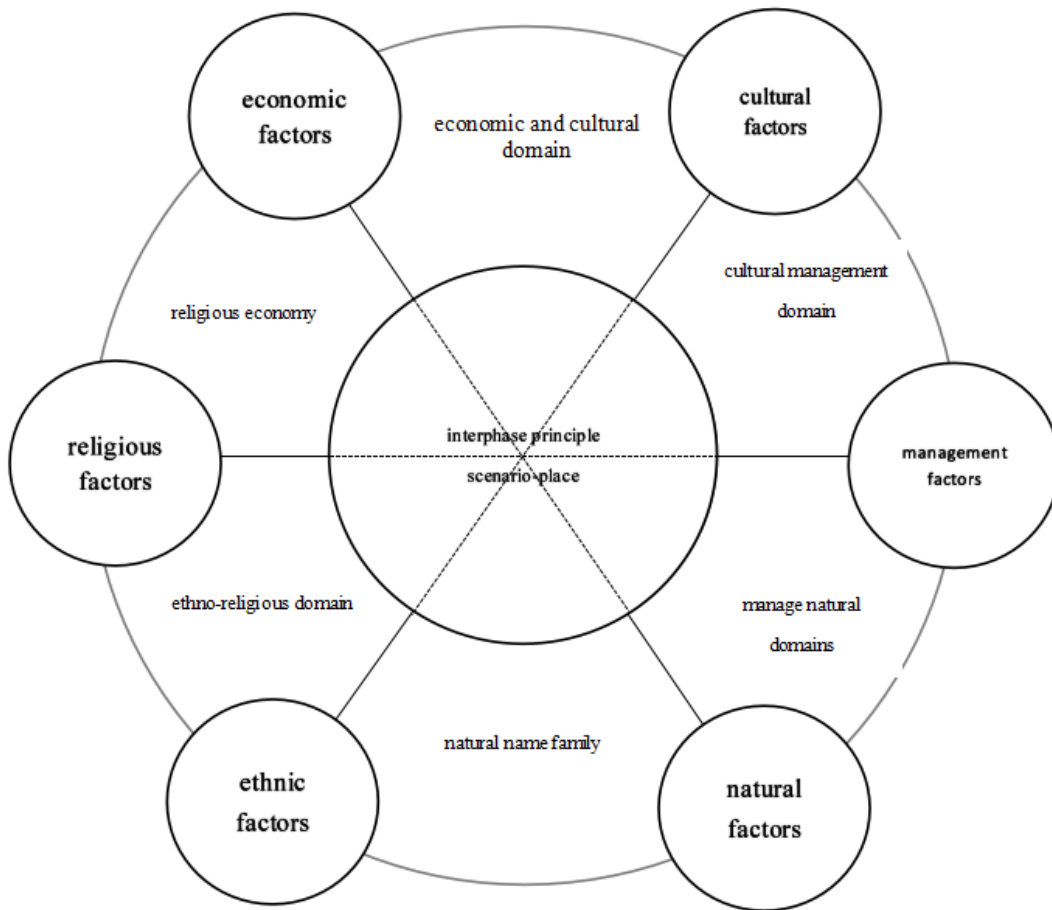 economic
factors
economic and cultural
domain
cultural
factors
religious economy
cultural management
domain
religious
factors
interphase principle
scenario-place
management
factors
ethno-religious domain
manage natural
domains
natural name family
ethnic
factors
natural
factors